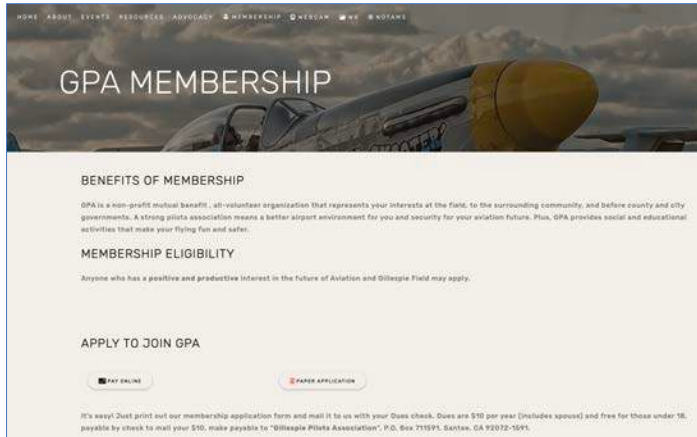 HOME ABOUT EVENTS RESOURCES ADVOCACY MEMBERSHIP WEBCAM WX NOTAMS
GPA MEMBERSHIP
BENEFITS OF MEMBERSHIP
GPA is a non-profit mutual benefit , all-volunteer organization that represents your interests at the field, to the surrounding community, and before county and city
governments. A strong pilots association means a better airport environment for you and security for your aviation future. Plus, GPA provides social and educational
activities that make your flying fun and safer.
MEMBERSHIP ELIGIBILITY
Anyone who has a positive and productive interest in the future of Aviation and Gillespie Field may apply.
APPLY TO JOIN GPA
PAY ONLINE
PAPER APPLICATION
It's easy! Just print out our membership application form and mail it to us with your Dues check. Dues are $10 per year (includes spouse) and free for those under 18,
payable by check to mail your $10, make payable to "Gillespie Pilots Association", P.O. Box 711591, Santee, CA 92072-1591.